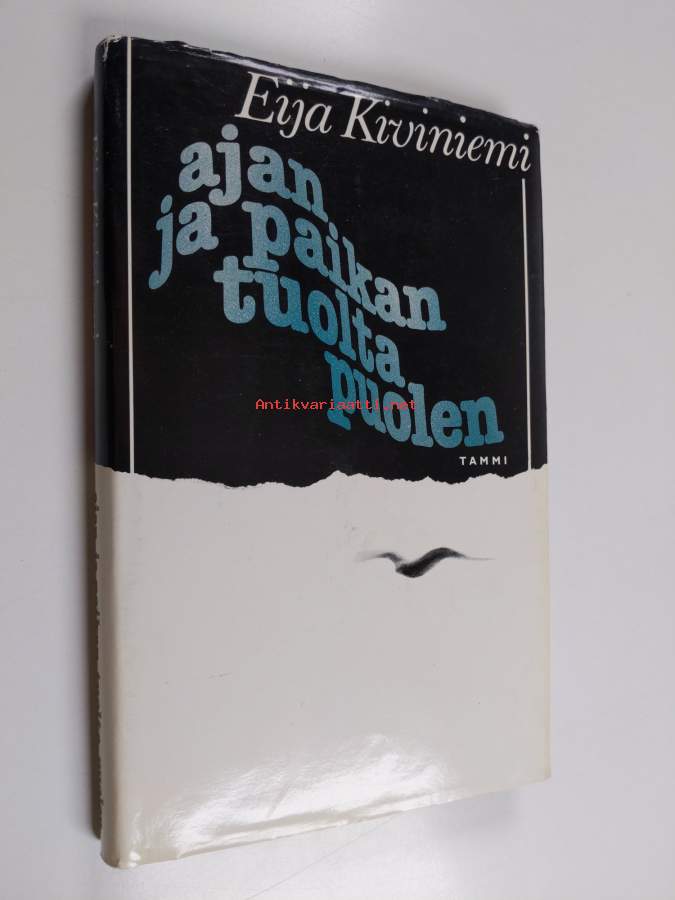 Eija Kiviniemi
ajan
ja paikan
tuolta
puolen
Antikvariaatti.net
TAMMI